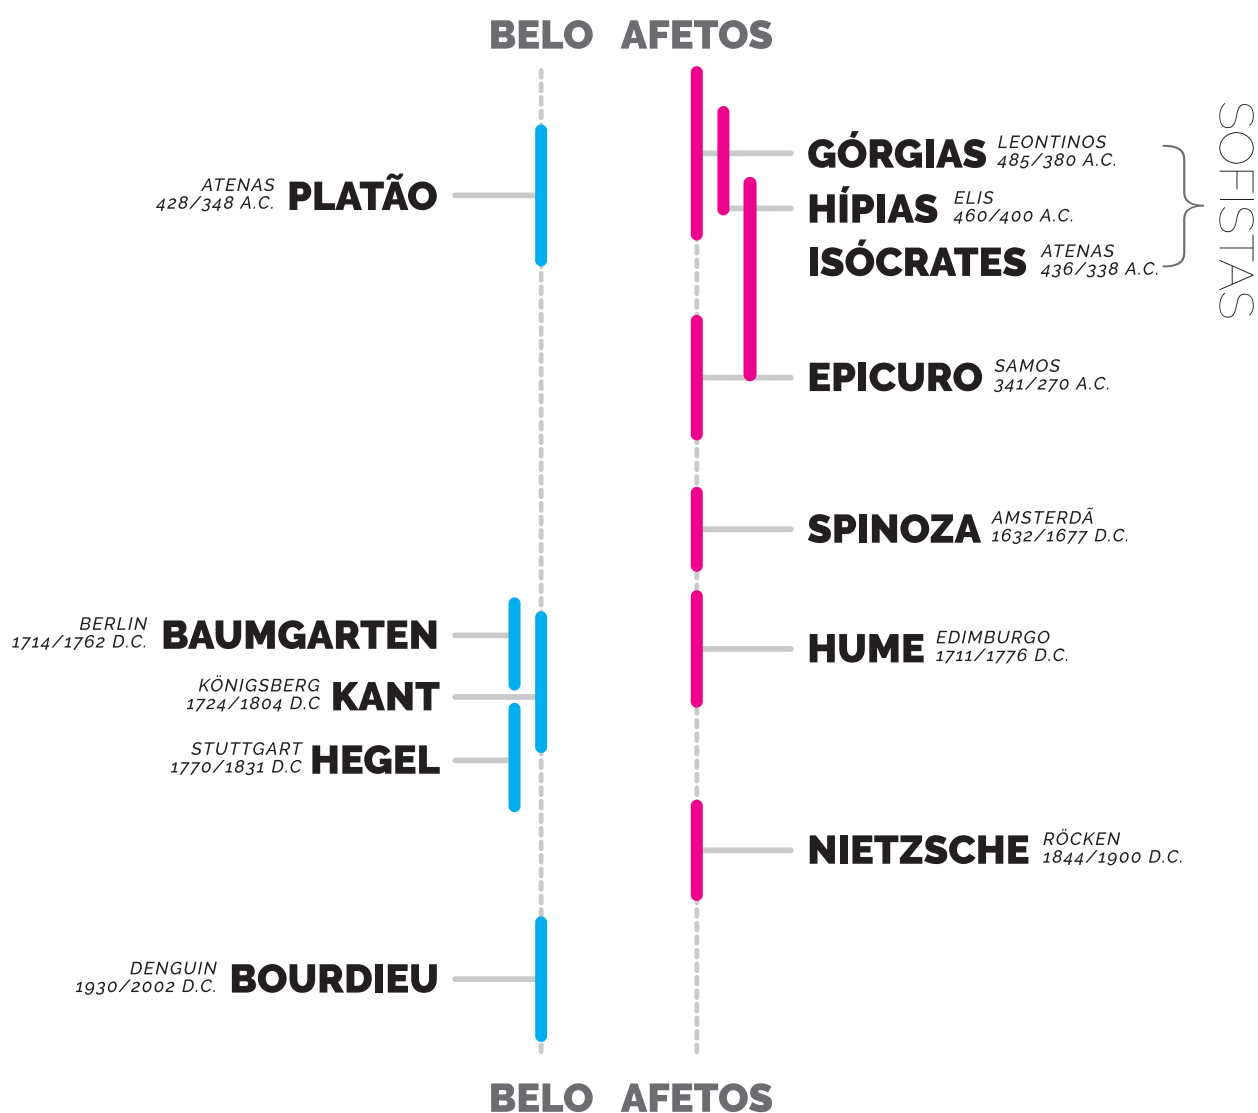 BELO AFETOS
ATENAS
428/348 A.C.
PLATÃO
GÓRGIAS
LEONTINOS
485/380 A.C.
HÍPIAS
ELIS
460/400 A.C.
ISÓCRATES
ATENAS
436/338 A.C.
SOFISTAS
EPICURO
SAMOS
341/270 A.C.
SPINOZA
AMSTERDÃ
1632/1677 D.C.
BERLIN
1714/1762 D.C.
BAUMGARTEN
HUME
EDIMBURGO
1711/1776 D.C.
KÖNIGSBERG
1724/1804 D.C
KANT
STUTTGART
1770/1831 D.C
HEGEL
NIETZSCHE
RÖCKEN
1844/1900 D.C.
DENGUIN
1930/2002 D.C.
BOURDIEU
BELO AFETOS